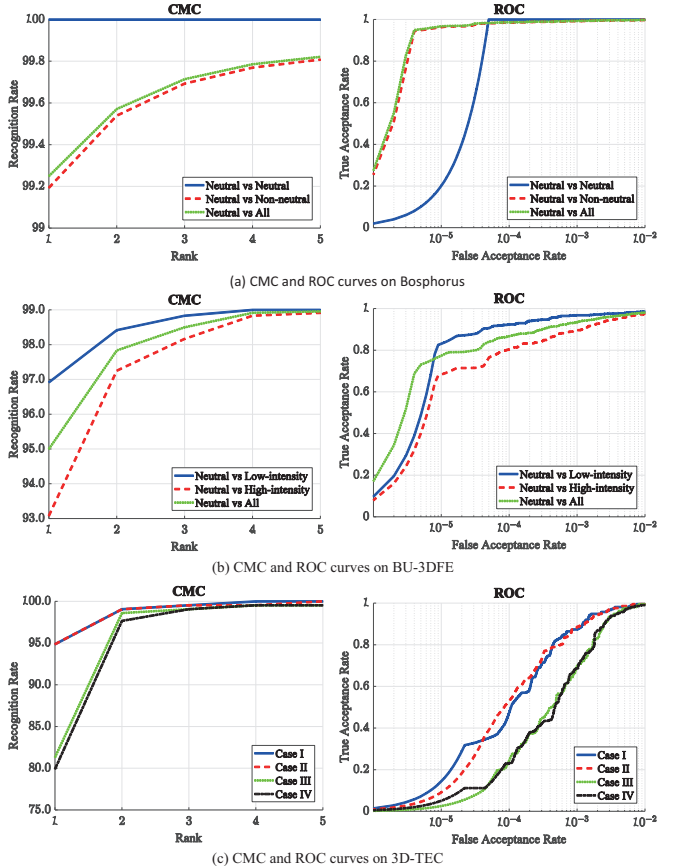 CMC
Recognition Rate
100
99.8
99.6
99.4
99.2
99
1
2
3
4
5
Rank
Neutral vs Neutral
Neutral vs Non-neutral
Neutral vs All
ROC
True Acceptance Rate
1
0.8
0.6
0.4
0.2
0
10⁻⁵
10⁻⁴
10⁻³
10⁻²
False Acceptance Rate
Neutral vs Neutral
Neutral vs Non-neutral
Neutral vs All
(a) CMC and ROC curves on Bosphorus
CMC
Recognition Rate
99.0
98.0
97.0
96.0
95.0
94.0
93.0
1
2
3
4
5
Rank
Neutral vs Low-intensity
Neutral vs High-intensity
Neutral vs All
ROC
True Acceptance Rate
1
0.8
0.6
0.4
0.2
0
10⁻⁵
10⁻⁴
10⁻³
10⁻²
False Acceptance Rate
Neutral vs Low-intensity
Neutral vs High-intensity
Neutral vs All
(b) CMC and ROC curves on BU-3DFE
CMC
Recognition Rate
100.0
95.0
90.0
85.0
80.0
75.0
1
2
3
4
5
Rank
Case I
Case II
Case III
Case IV
ROC
True Acceptance Rate
1
0.8
0.6
0.4
0.2
0
10⁻⁵
10⁻⁴
10⁻³
10⁻²
False Acceptance Rate
Case I
Case II
Case III
Case IV
(c) CMC and ROC curves on 3D-TEC